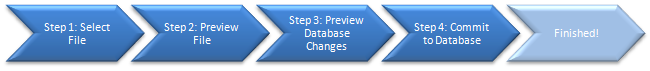 Step 1: Select
File
Step 2: Preview
File
Step 3: Preview
Database
Changes
Step 4: Commit
to Database
Finished!